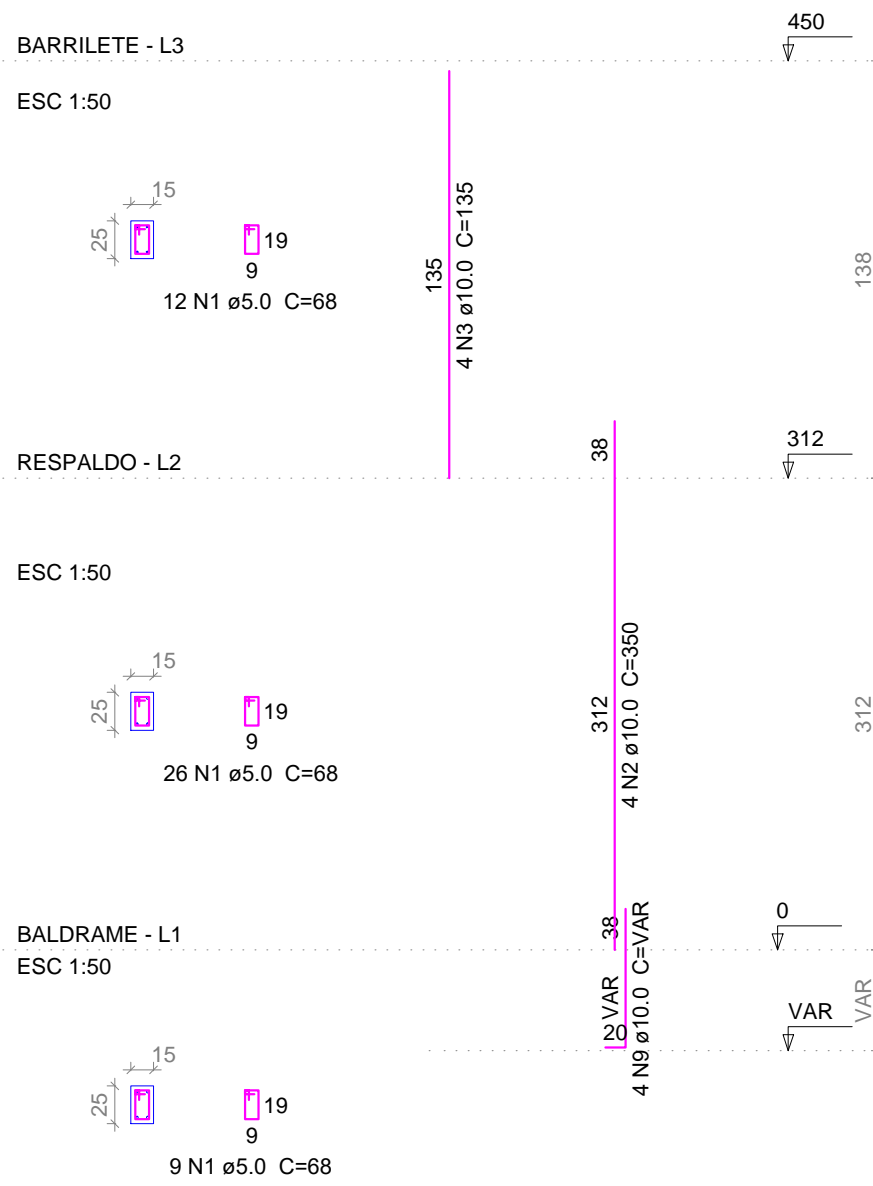 450
BARRILETE - L3
ESC 1:50
15
25
19
9
12 N1 ø5.0 C=68
135
4 N3 ø10.0 C=135
138
38
RESPALDO - L2
312
ESC 1:50
15
25
19
9
26 N1 ø5.0 C=68
312
4 N2 ø10.0 C=350
312
BALDRAME - L1
38
0
ESC 1:50
VAR
20
4 N9 ø10.0 C=VAR
VAR
VAR
15
25
19
9
9 N1 ø5.0 C=68